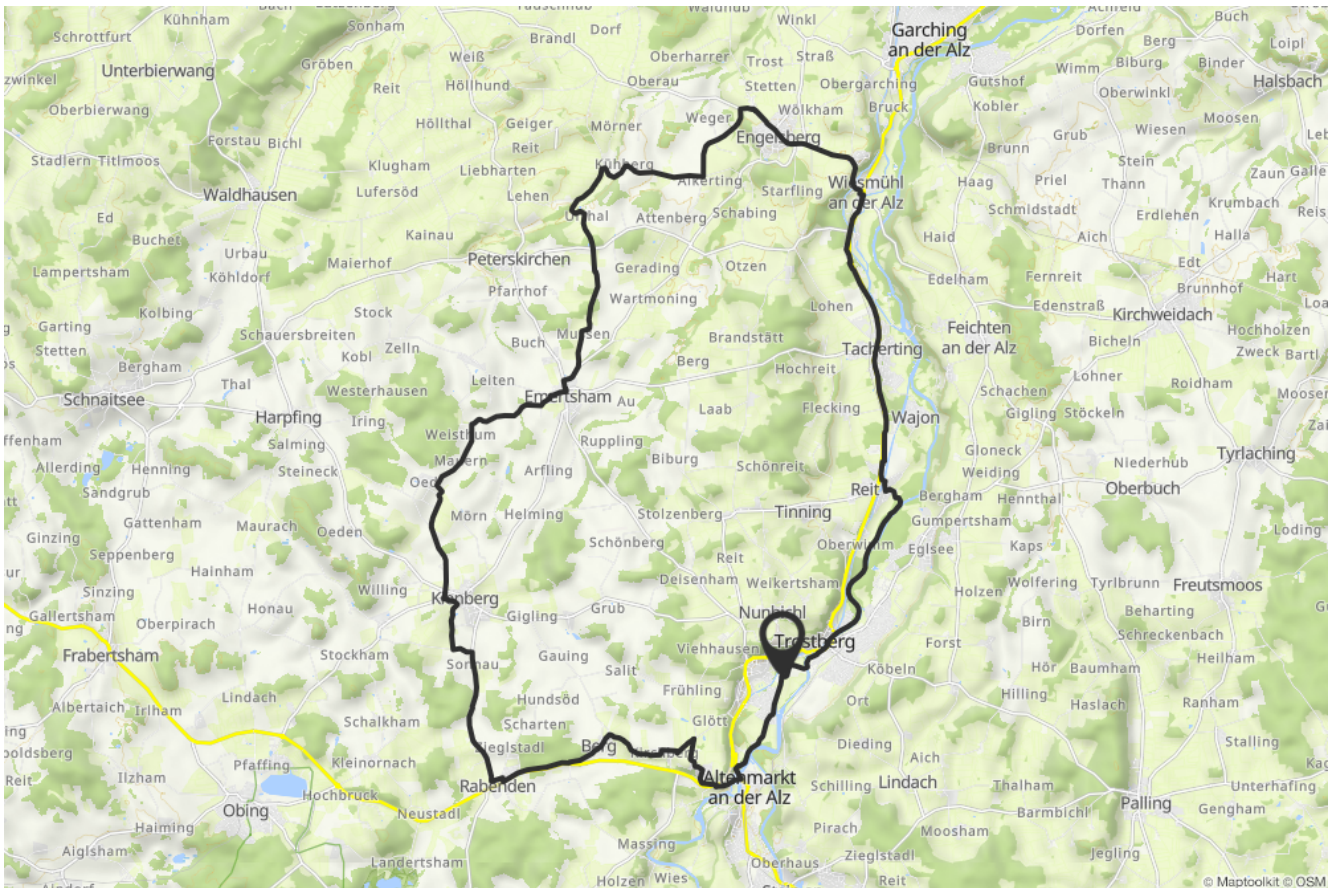 Kühnham
Dorf
Winkl
Garching
an der Alz
Achfeld
Buch
Schrottfurt
Sonham
Brandl
Dorfen
Berg
Loipl
Unterbierwang
Gröben
Weiß
Oberharrer
Trost
Straß
Wimm
Biburg
Binder
Halsbach
zwinkel
Reit
Höllhund
Oberau
Stetten
Obergarching
Gutshof
Oberwinkl
Oberbierwang
Höllthal
Geiger
Mörner
Weger
Wölkham
Bruck
Kobler
Moosen
Forstau
Bichl
Reit
Engelsberg
Grub
Wiesen
Stadlern
Titlmoos
Klugham
Liebharten
Kühberg
Brunn
Stein
Waldhausen
Lufersöd
Lehen
Alkerting
Starfling
Wiesmühl
an der Alz
Haag
Priel
Thann
Zaun
Ed
Unthal
Attenberg
Schabing
Schmidstadt
Erdlehen
Krumbach
Buchet
Kainau
Haid
Aich
Halla
Urbau
Peterskirchen
Otzen
Edt
Lampertsham
Köhldorf
Maierhof
Gerading
Edelham
Fernreit
Hart
Kolbing
Pfarrhof
Wartmoning
Lohen
Edenstraß
Brunnhof
Garting
Stock
Feichten
an der Alz
Kirchweidach
Schauersbreiten
Mussen
Brandstätt
Hochholzen
Stetten
Zelln
Buch
Tacherting
Bicheln
Zweck
Bartl
Bergham
Kobl
Berg
Hochreit
Lohner
Thal
Leiten
Schachen
Roidham
Schnaitsee
Westerhausen
Emertsham
Au
Laab
Flecking
Wajon
Gigling
Stöckeln
Harpfing
Iring
Weisthum
Ruppling
Salming
Gloneck
Allerding
Henning
Steineck
Mayern
Arfling
Biburg
Schönreit
Weiding
Niederhub
Tyrlaching
Sandgrub
Reit
Bergham
Hennthal
Oberbuch
Gattenham
Maurach
Oeden
Mörn
Helming
Stolzenberg
Tinning
Gumpertsham
Loding
Ginzing
Seppenberg
Schönberg
Oberwimm
Eglsee
Kaps
Hainham
Reit
Sinzing
Willing
Deisenham
Weikertsham
Wolfering
Tyrlbrunn
Freutsmoos
Gallertsham
Honau
Kienberg
Grub
Holzen
Oberpirach
Gigling
Nunbichl
Birn
Beharting
Frabertsham
Stockham
Viehhausen
Trostberg
Forst
Schreckenbach
Sornau
Gauing
Salit
Köbeln
Hör
Baumham
Heilham
Albertaich
Irlham
Lindach
Hundsöd
Frühling
Ort
Hilling
Ranham
Schalkham
Scharten
Glött
Haslach
Pfaffing
Zieglstadl
Berg
Dieding
Stalling
Reit
Ilzham
Kleinornach
Aich
Hochbruck
Rabenden
Altenmarkt
an der Alz
Schilling
Lindach
Thalham
Unterhafing
Obing
Neustadl
Palling
Barmbichl
Gengham
Haiming
Pirach
Moosham
Aiglsham
Massing
Landertsham
Oberhaus
Zieglstadl
Jegling
Holzen
Wies
Reit
© Maptoolkit © OSM